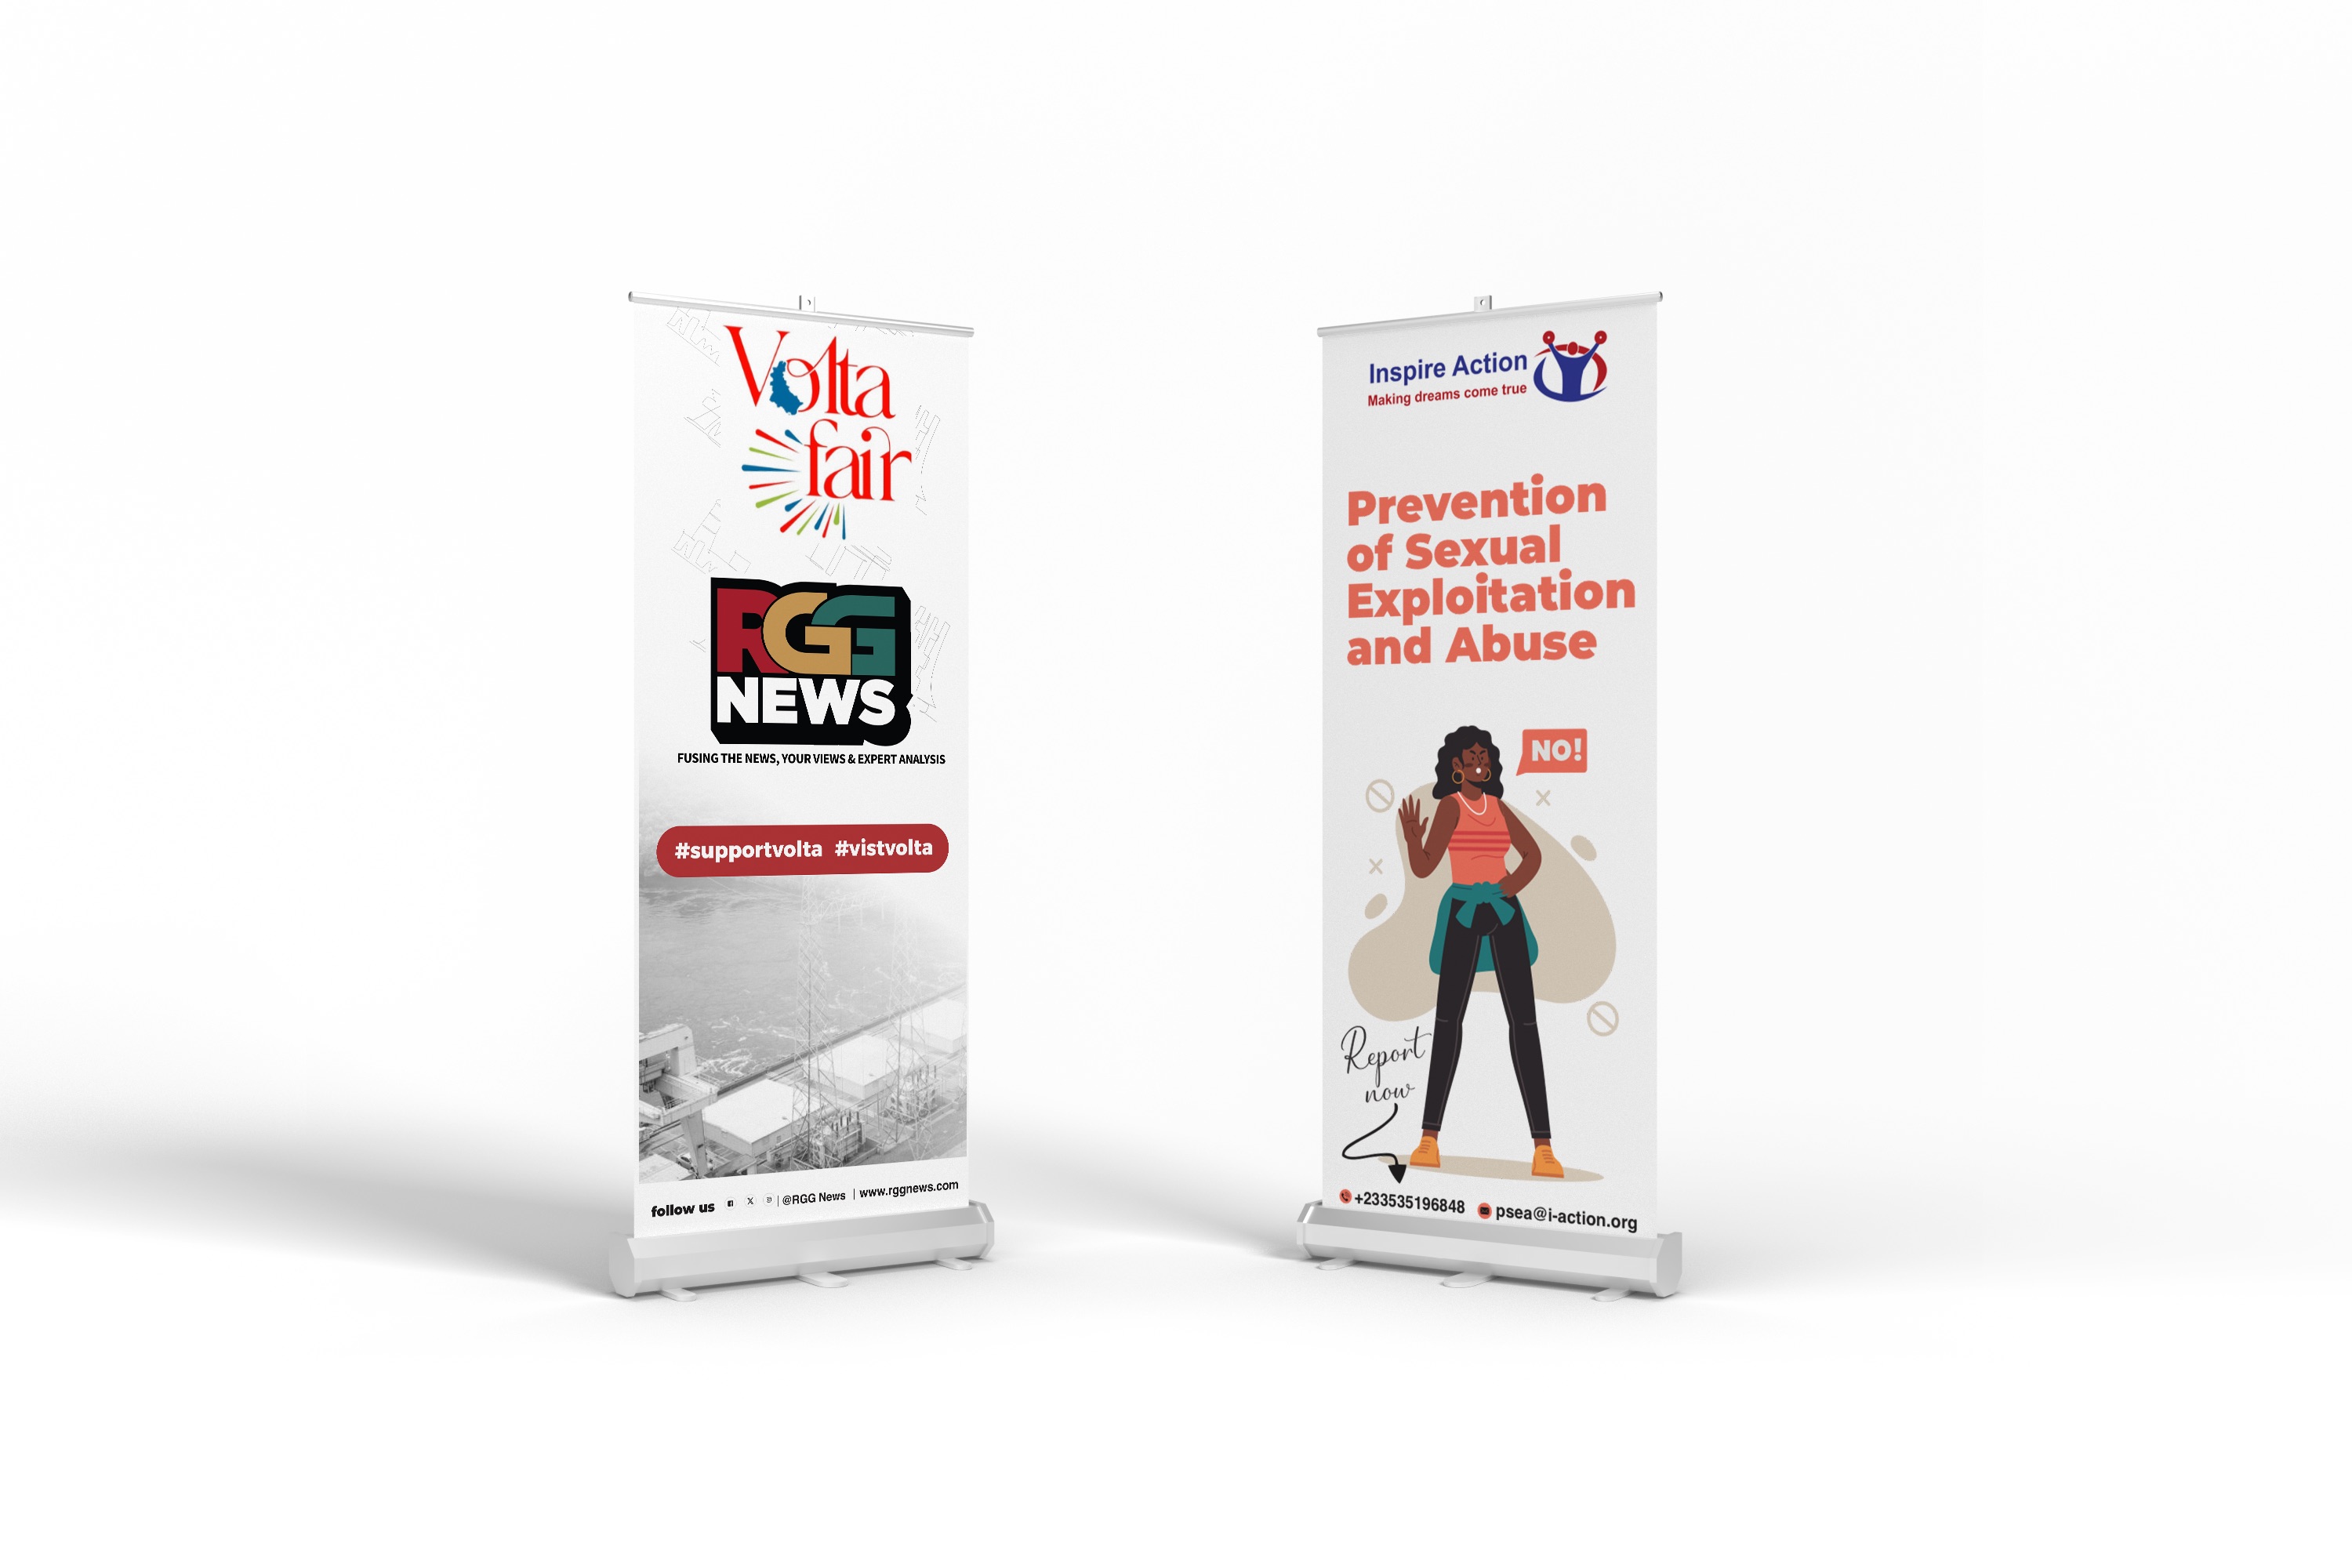 Volta
fair
RGG
NEWS
FUSING THE NEWS, YOUR VIEWS & EXPERT ANALYSIS
#supportvolta #vistvolta
follow us | @RGG News | www.rggnews.com
Inspire Action
Making dreams come true
Prevention
of Sexual
Exploitation
and Abuse
NO!
Report
now
+233535196848 psea@i-action.org